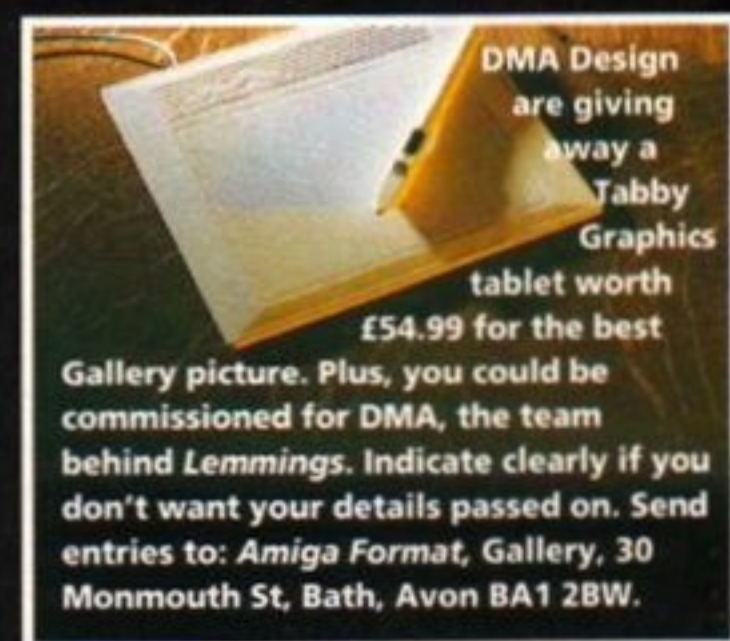 DMA Design
are giving
away a
Tabby
Graphics
tablet worth
£54.99 for the best
Gallery picture. Plus, you could be
commissioned for DMA, the team
behind Lemmings. Indicate clearly if you
don't want your details passed on. Send
entries to: Amiga Format, Gallery, 30
Monmouth St, Bath, Avon BA1 2BW.